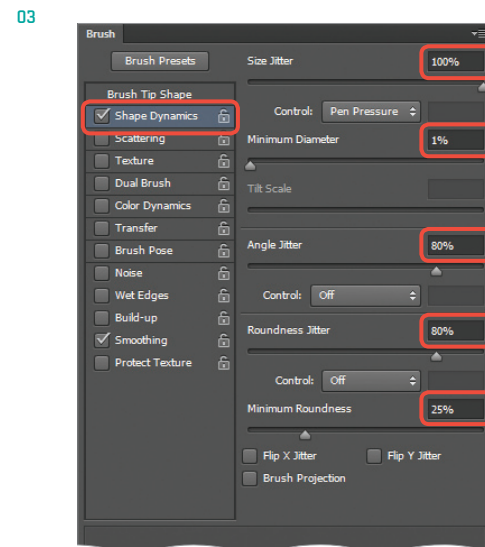 03
Brush
Brush Presets
Brush Tip Shape
Shape Dynamics
Scattering
Texture
Dual Brush
Color Dynamics
Transfer
Brush Pose
Noise
Wet Edges
Build-up
Smoothing
Protect Texture
Size Jitter 100%
Control: Pen Pressure
Minimum Diameter 1%
Tilt Scale
Angle Jitter 80%
Control: Off
Roundness Jitter 80%
Control: Off
Minimum Roundness 25%
Flip X Jitter Flip Y Jitter
Brush Projection